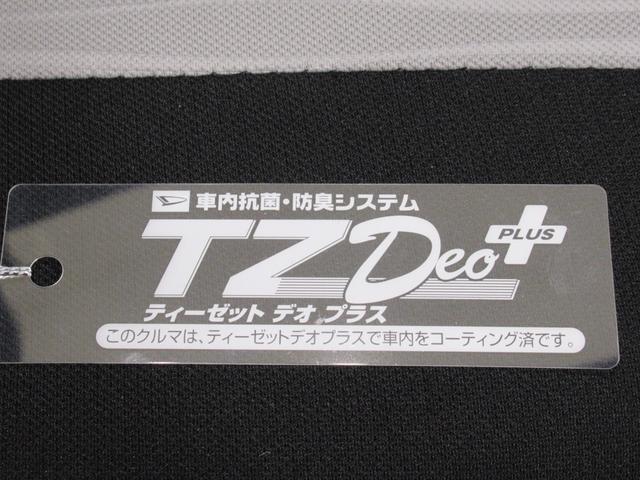 車内抗菌・防臭システム
TZ Deo PLUS
ティーゼット デオ プラス
このクルマは、ティーゼットデオプラスで車内をコーティング済です。